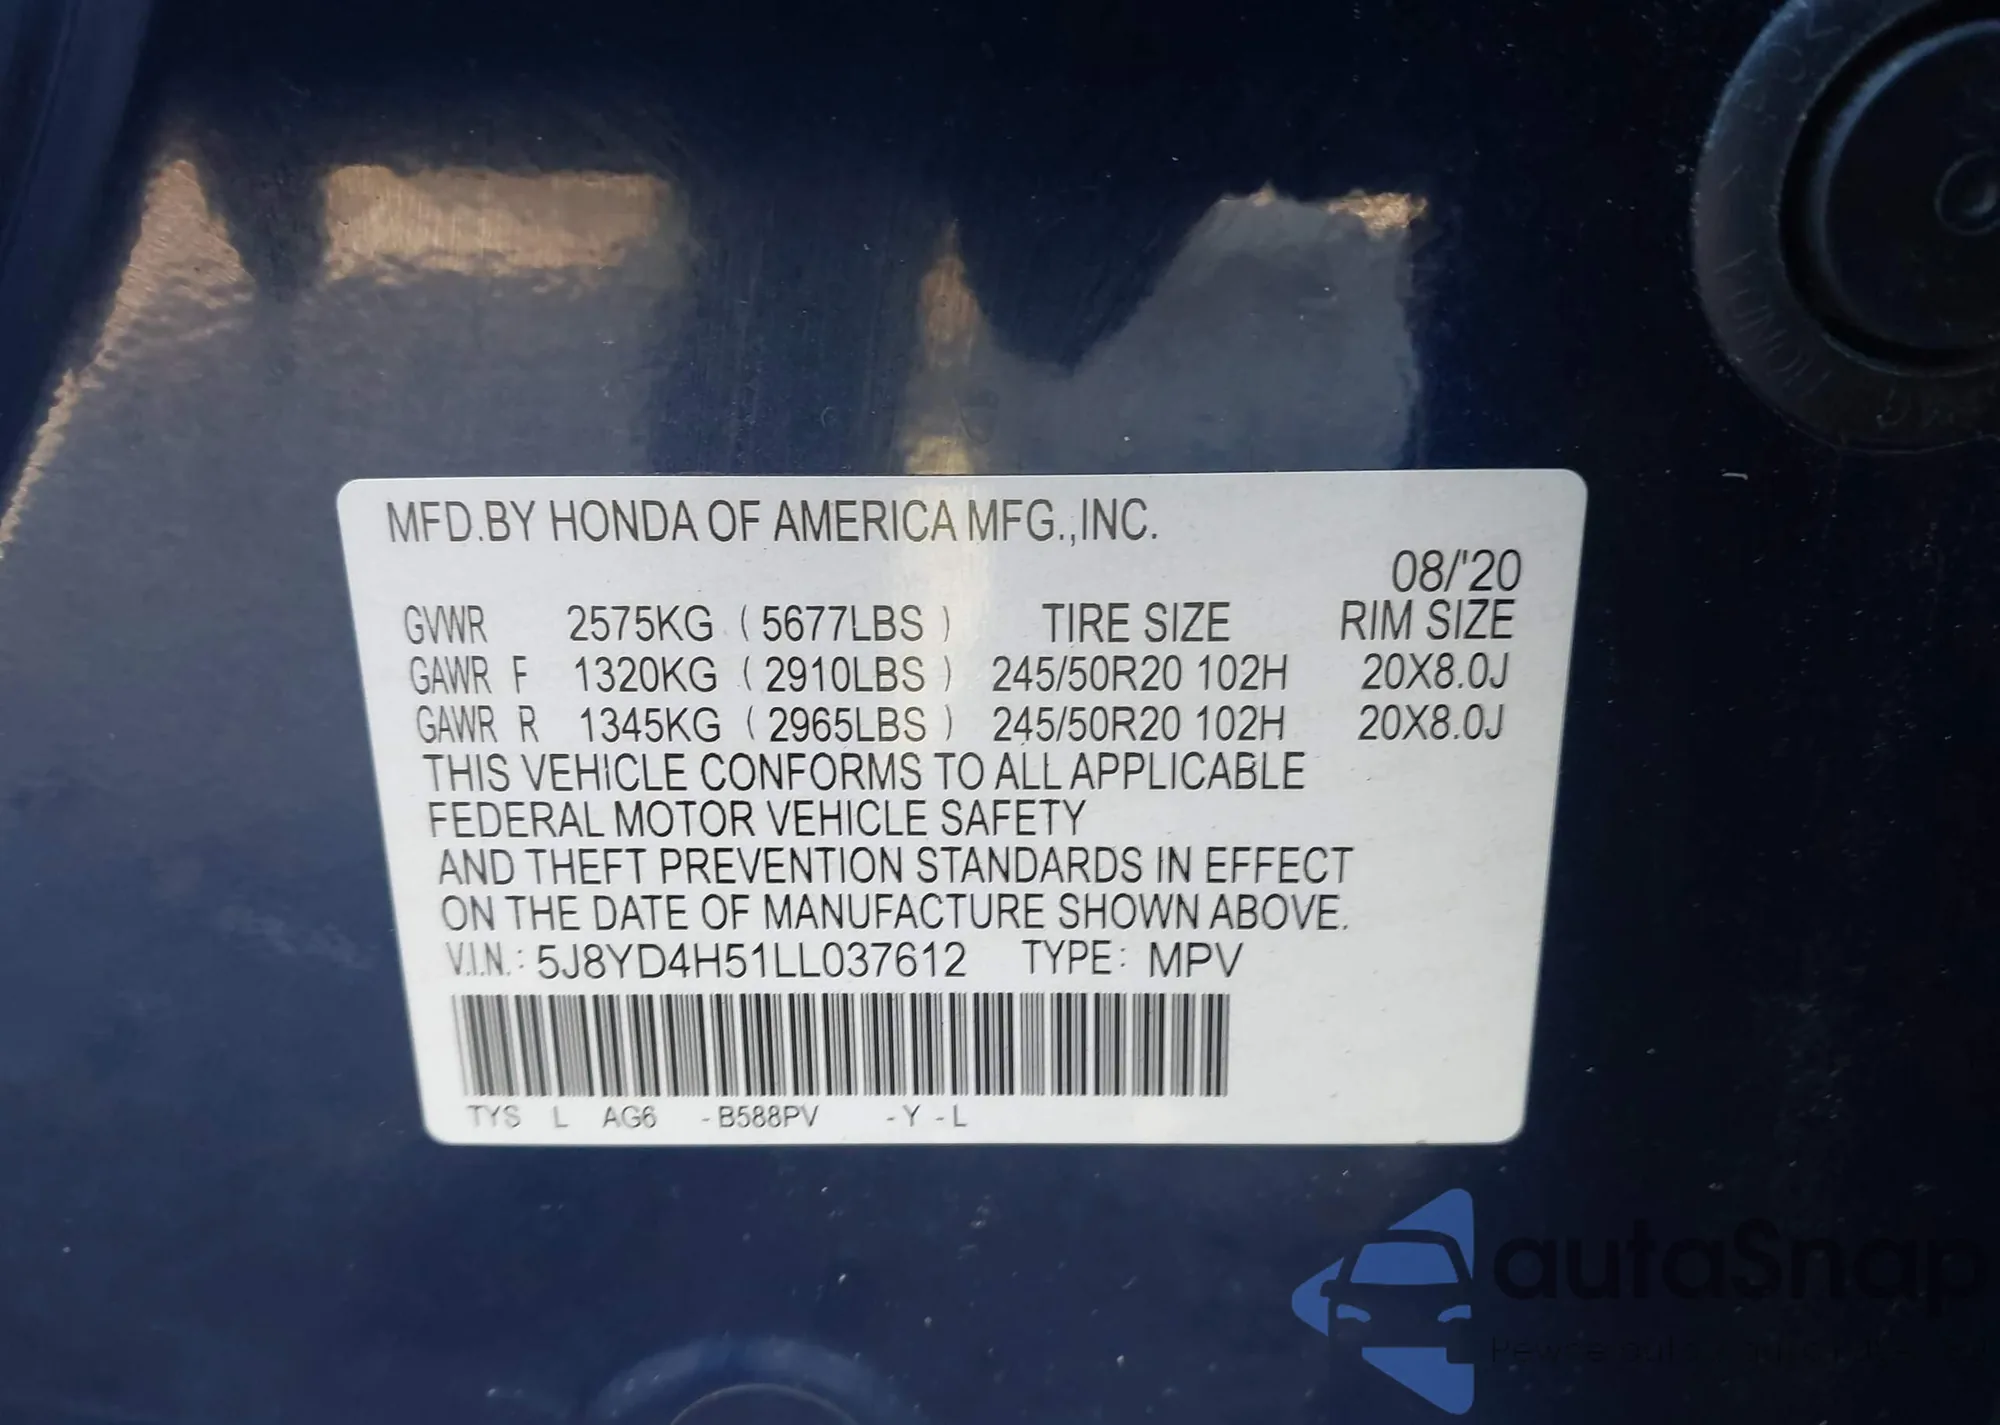 MFD.BY HONDA OF AMERICA MFG.,INC.
08/'20
GVWR 2575KG ( 5677LBS ) TIRE SIZE RIM SIZE
GAWR F 1320KG ( 2910LBS ) 245/50R20 102H 20X8.0J
GAWR R 1345KG ( 2965LBS ) 245/50R20 102H 20X8.0J
THIS VEHICLE CONFORMS TO ALL APPLICABLE
FEDERAL MOTOR VEHICLE SAFETY
AND THEFT PREVENTION STANDARDS IN EFFECT
ON THE DATE OF MANUFACTURE SHOWN ABOVE.
V.I.N.: 5J8YD4H51LL037612 TYPE: MPV
TYS L AG6 -B588PV -Y -L
autaSnap